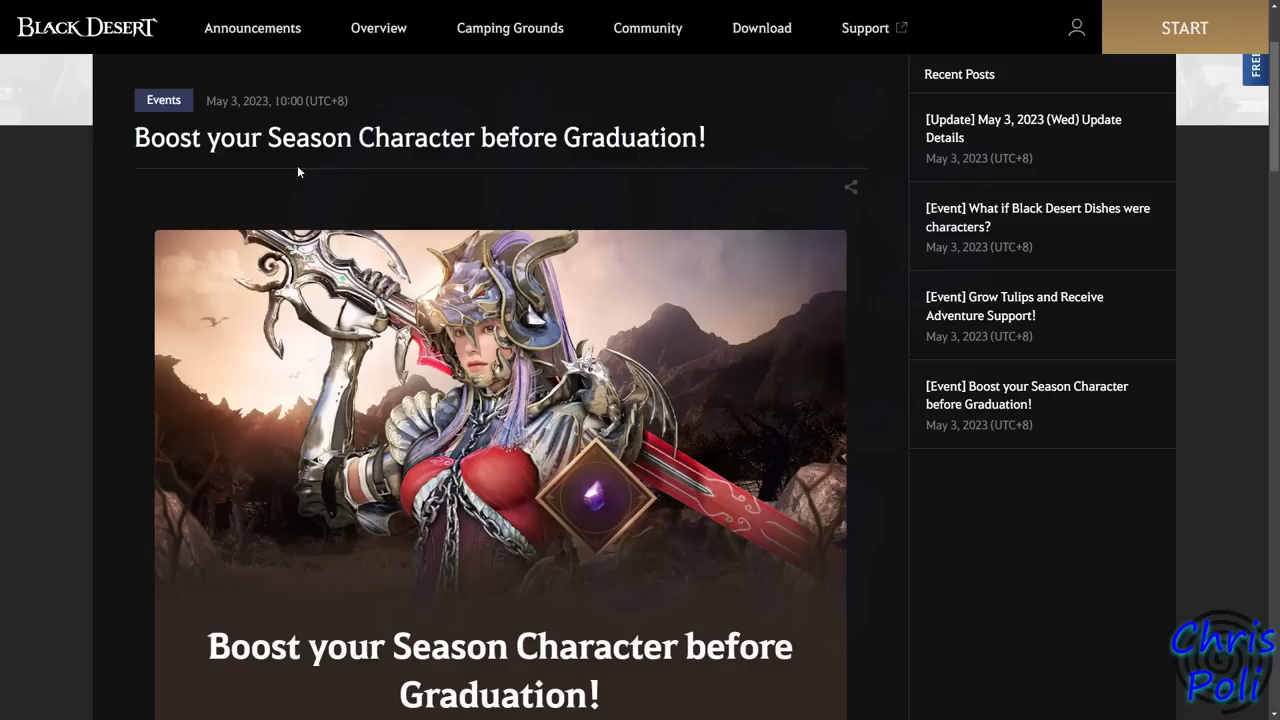 BLACK DESERT
Announcements
Overview
Camping Grounds
Community
Download
Support
START
FREE
Events
May 3, 2023, 10:00 (UTC+8)
Boost your Season Character before Graduation!
Boost your Season Character before
Graduation!
Recent Posts
[Update] May 3, 2023 (Wed) Update
Details
May 3, 2023 (UTC+8)
[Event] What if Black Desert Dishes were
characters?
May 3, 2023 (UTC+8)
[Event] Grow Tulips and Receive
Adventure Support!
May 3, 2023 (UTC+8)
[Event] Boost your Season Character
before Graduation!
May 3, 2023 (UTC+8)
Chris
Poli